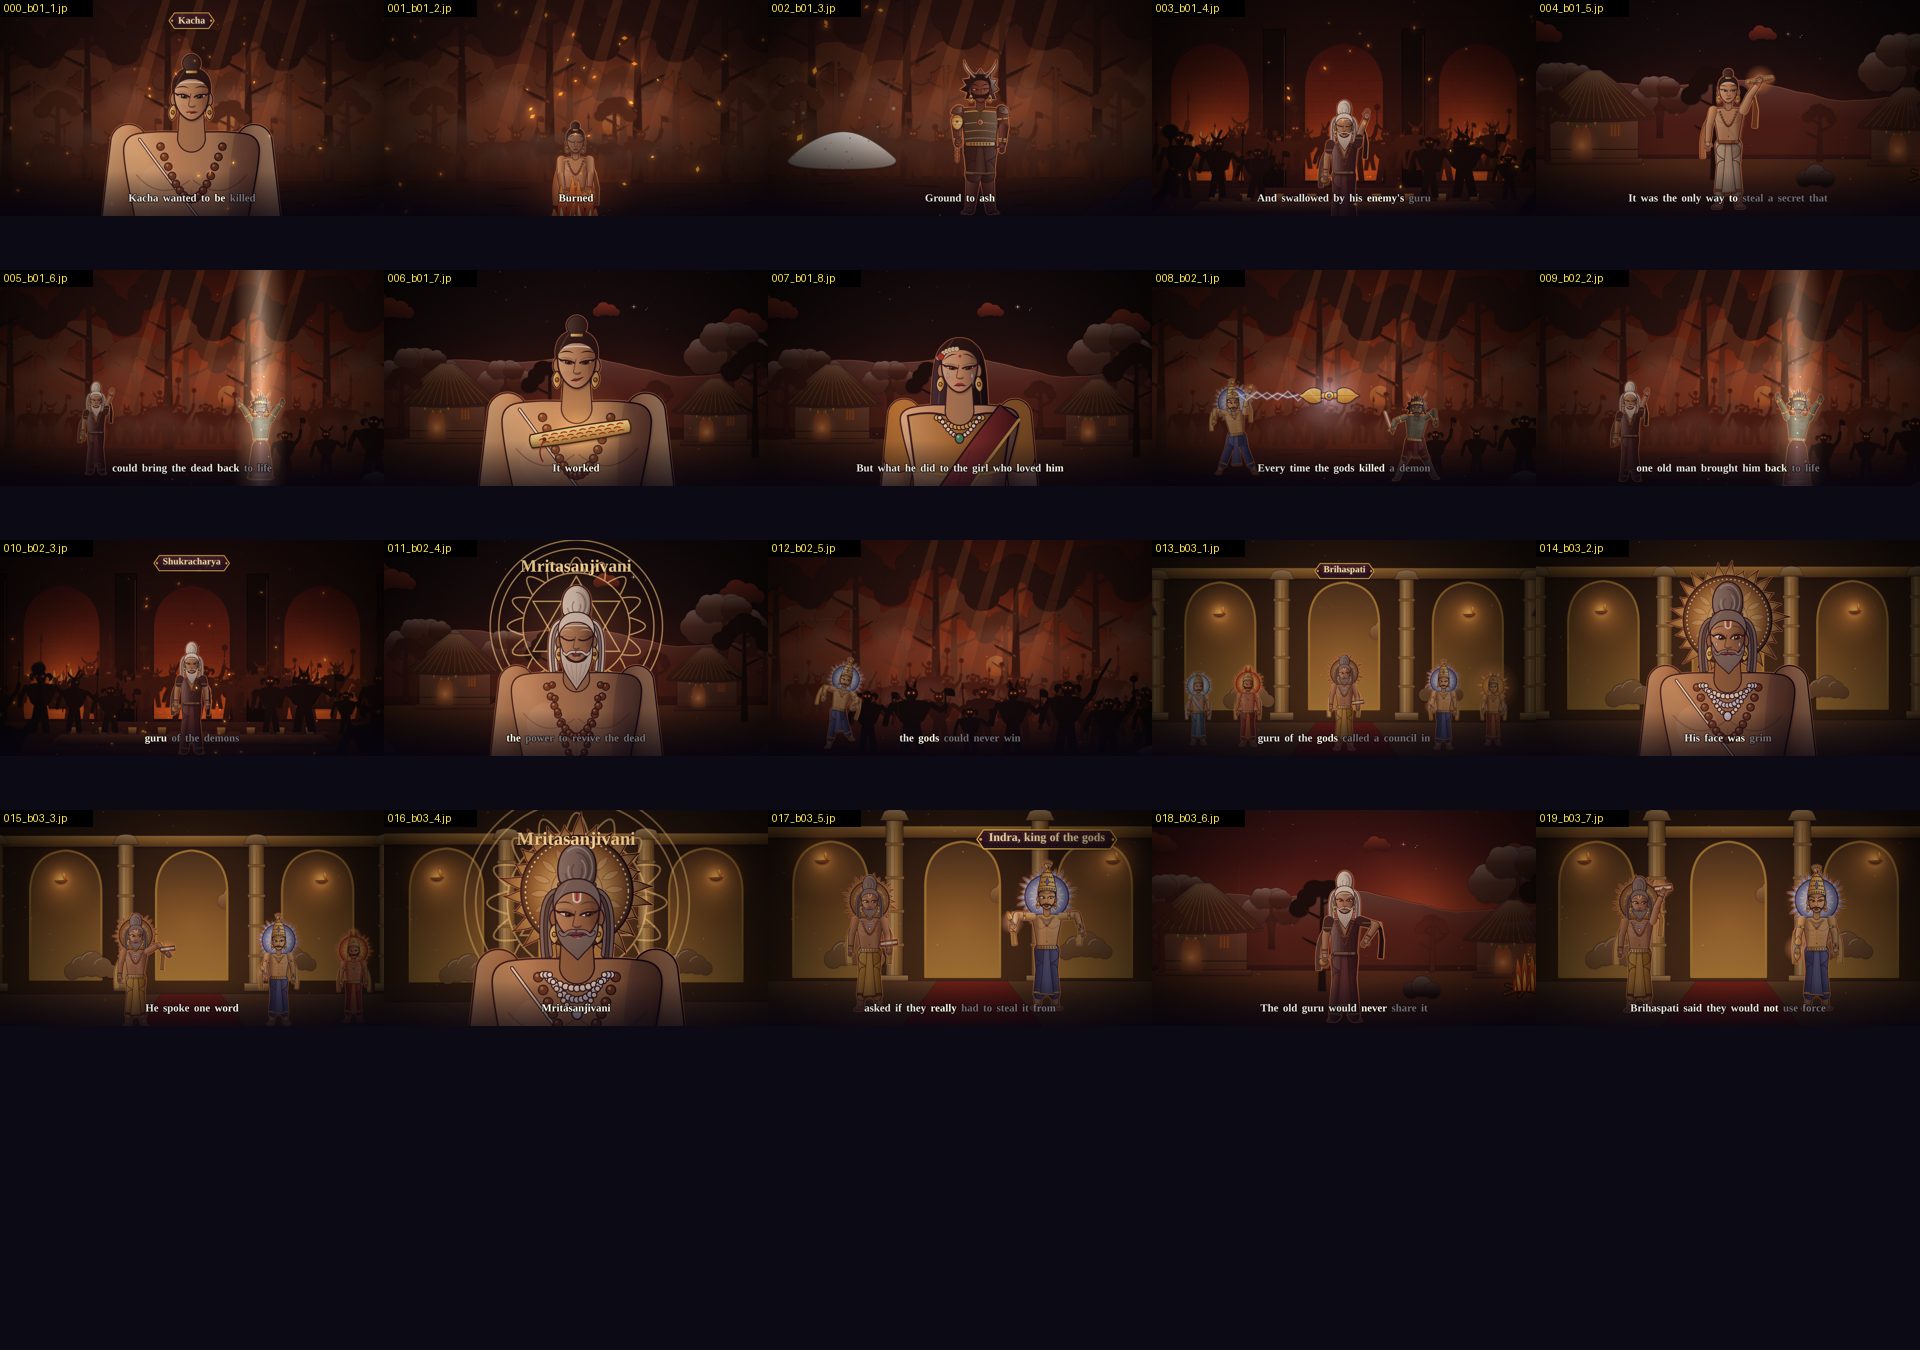 000_b01_1.jp
Kacha
Kacha wanted to be killed
001_b01_2.jp
Burned
002_b01_3.jp
Ground to ash
003_b01_4.jp
And swallowed by his enemy's guru
004_b01_5.jp
It was the only way to steal a secret that
005_b01_6.jp
could bring the dead back to life
006_b01_7.jp
It worked
007_b01_8.jp
But what he did to the girl who loved him
008_b02_1.jp
Every time the gods killed a demon
009_b02_2.jp
one old man brought him back to life
010_b02_3.jp
Shukracharya
guru of the demons
011_b02_4.jp
Mritasanjivani
the power to revive the dead
012_b02_5.jp
the gods could never win
013_b03_1.jp
Brihaspati
guru of the gods called a council in
014_b03_2.jp
His face was grim
015_b03_3.jp
He spoke one word
016_b03_4.jp
Mritasanjivani
Mritasanjivani
017_b03_5.jp
Indra, king of the gods
asked if they really had to steal it from
018_b03_6.jp
The old guru would never share it
019_b03_7.jp
Brihaspati said they would not use force